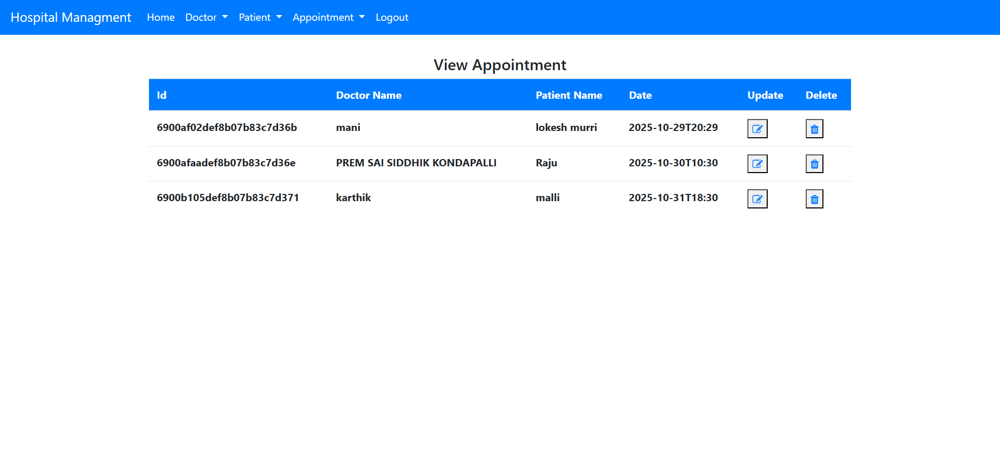 Hospital Managment Home Doctor Patient Appointment Logout
View Appointment
Id Doctor Name Patient Name Date Update Delete
6900af02def8b07b83c7d36b mani lokesh murri 2025-10-29T20:29
6900afaadef8b07b83c7d36e PREM SAI SIDDHIK KONDAPALLI Raju 2025-10-30T10:30
6900b105def8b07b83c7d371 karthik malli 2025-10-31T18:30